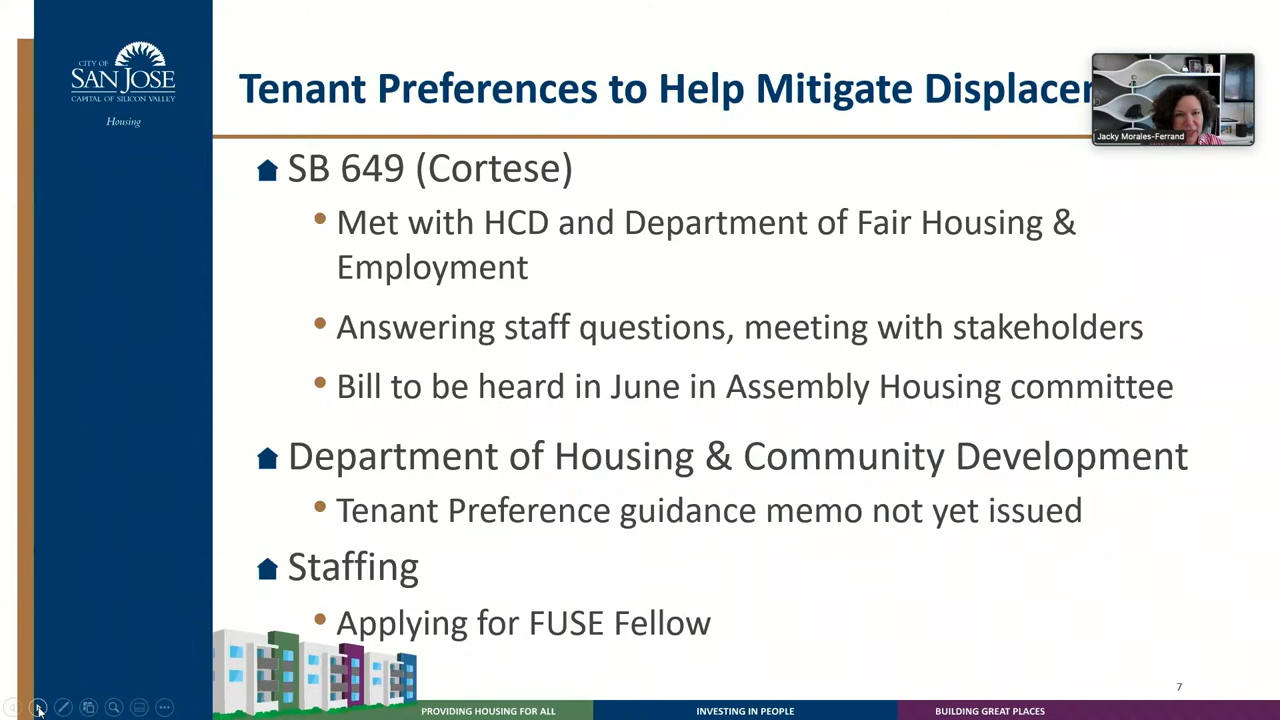 CITY OF
SAN JOSE
CAPITAL OF SILICON VALLEY
Housing
Tenant Preferences to Help Mitigate Displacem
Jacky Morales-Ferrand
SB 649 (Cortese)
Met with HCD and Department of Fair Housing &
Employment
Answering staff questions, meeting with stakeholders
Bill to be heard in June in Assembly Housing committee
Department of Housing & Community Development
Tenant Preference guidance memo not yet issued
Staffing
Applying for FUSE Fellow
7
PROVIDING HOUSING FOR ALL
INVESTING IN PEOPLE
BUILDING GREAT PLACES